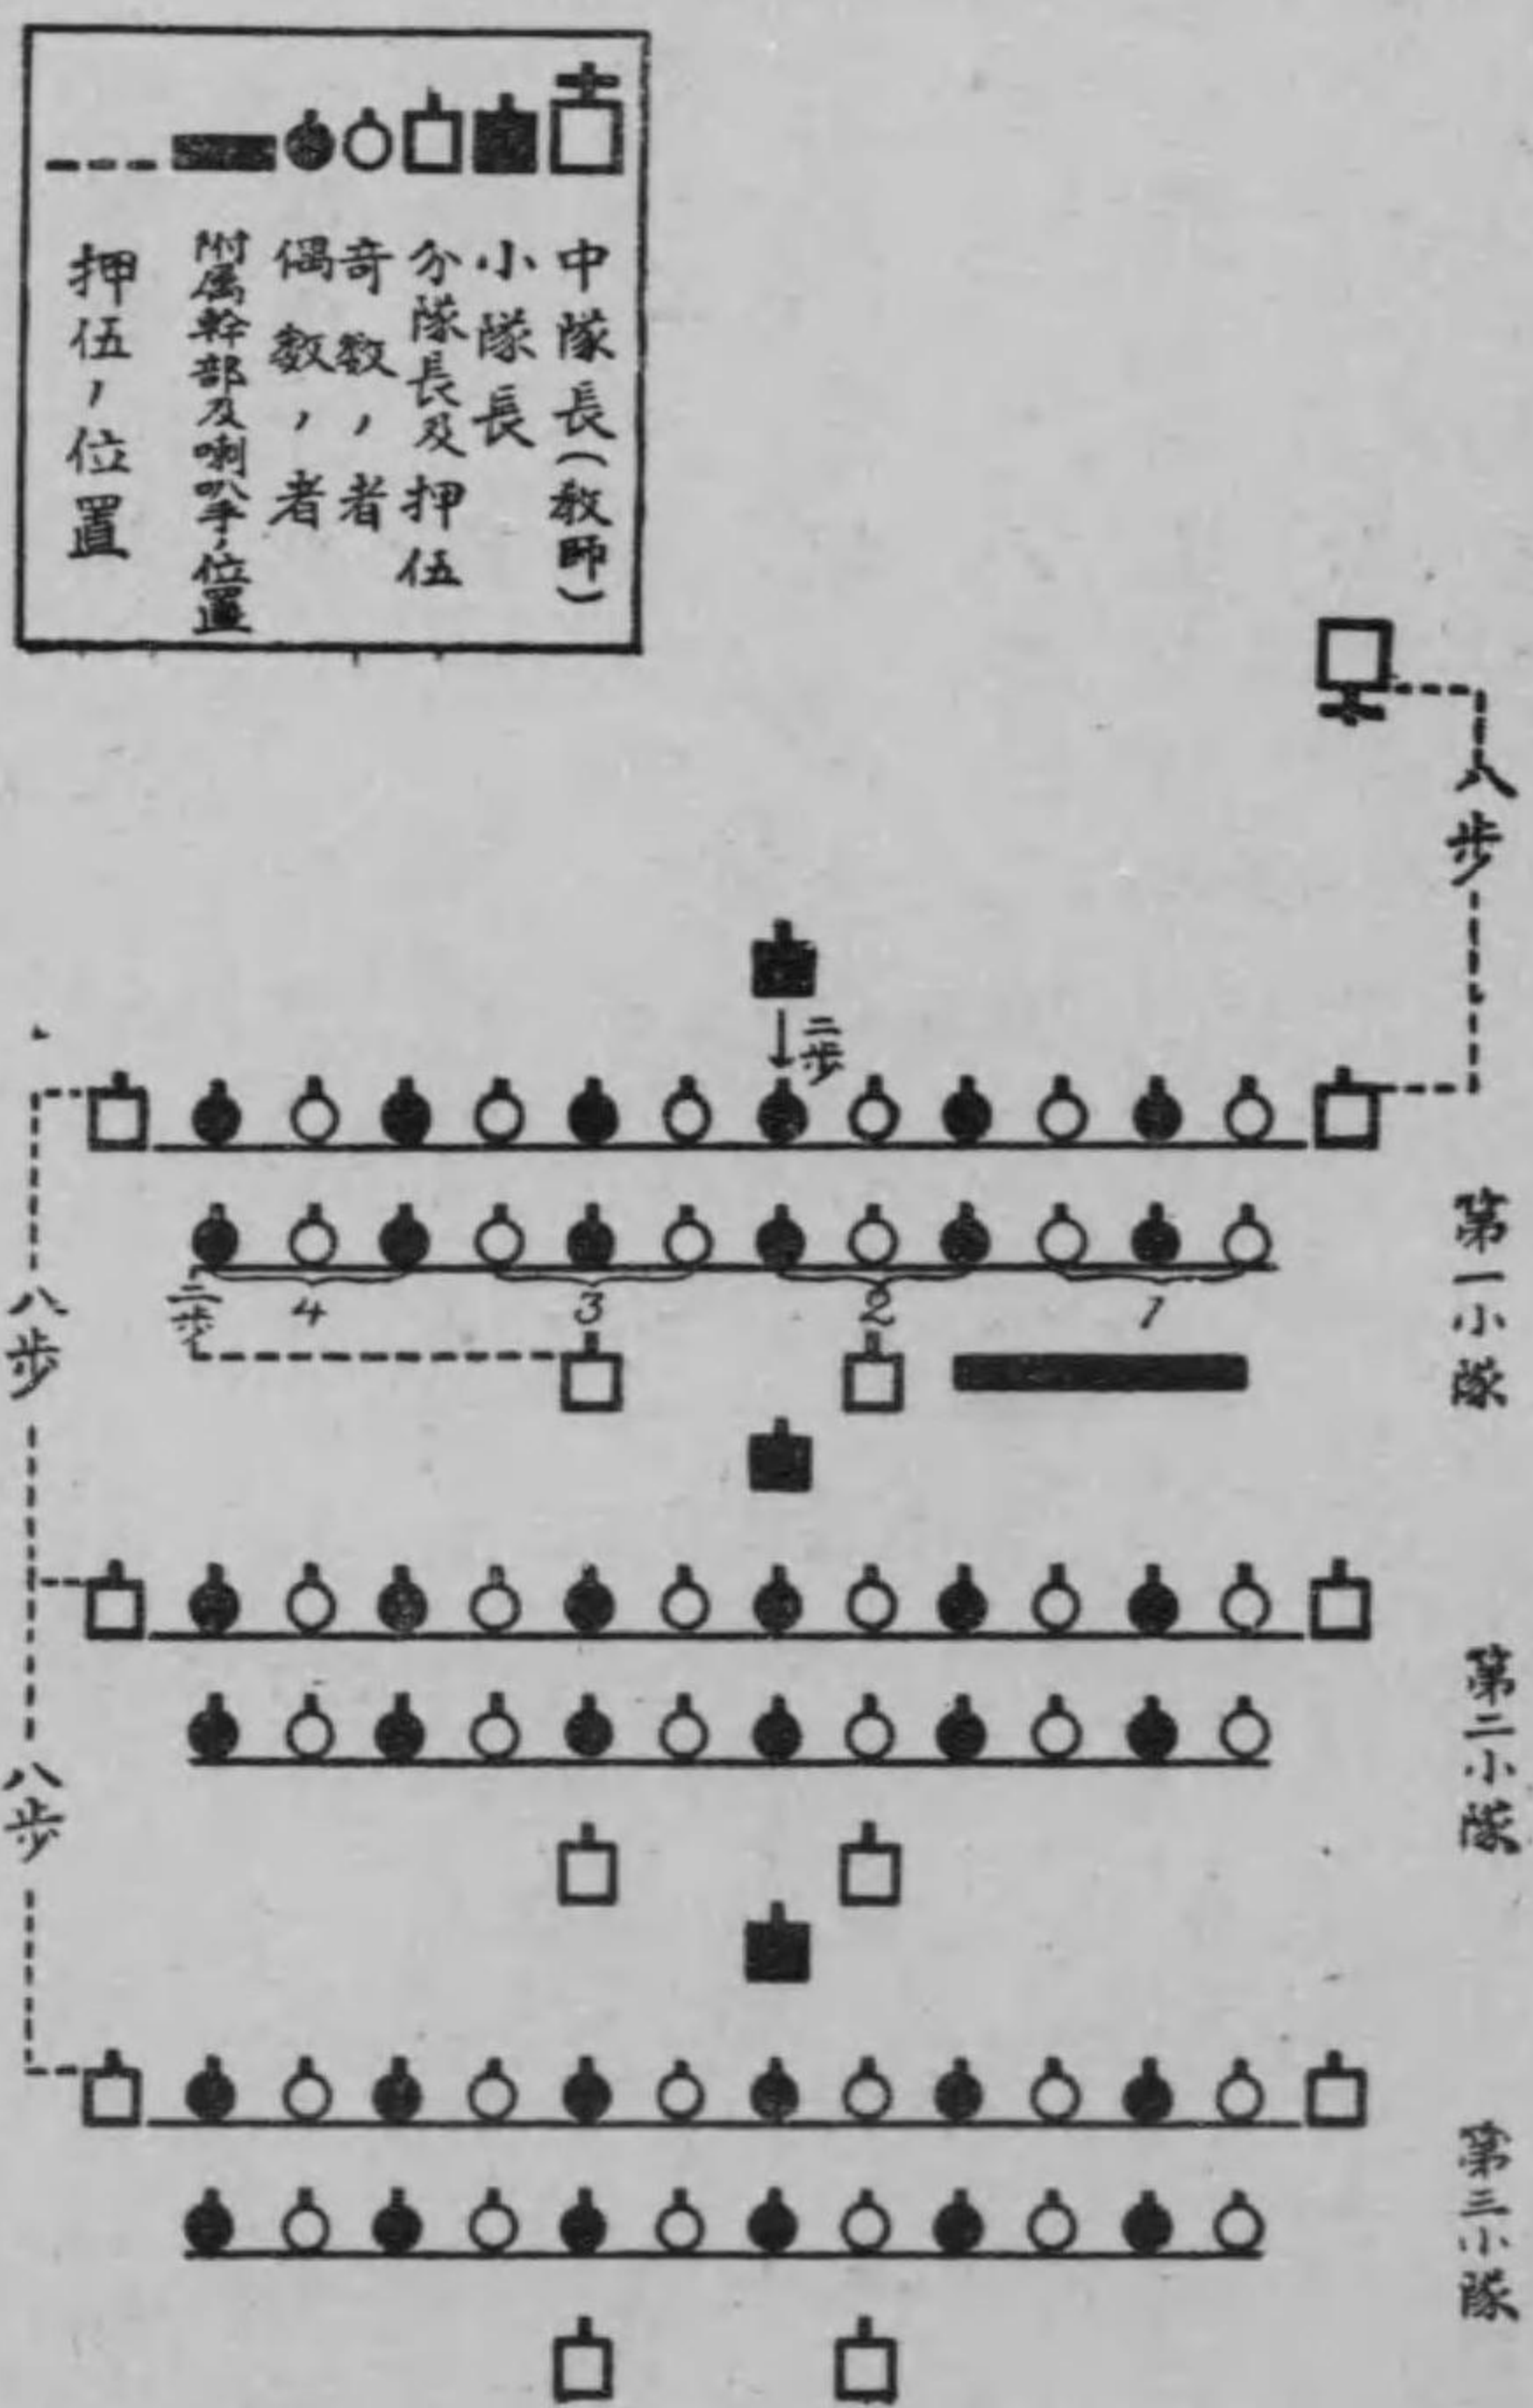 中隊長(教師)
小隊長
分隊長及押伍
奇数ノ者
偶数ノ者
附属幹部及喇叭手ノ位置
押伍ノ位置
八步
二步
第一小隊
1
2
3
4
二步
八步
第二小隊
八步
第三小隊